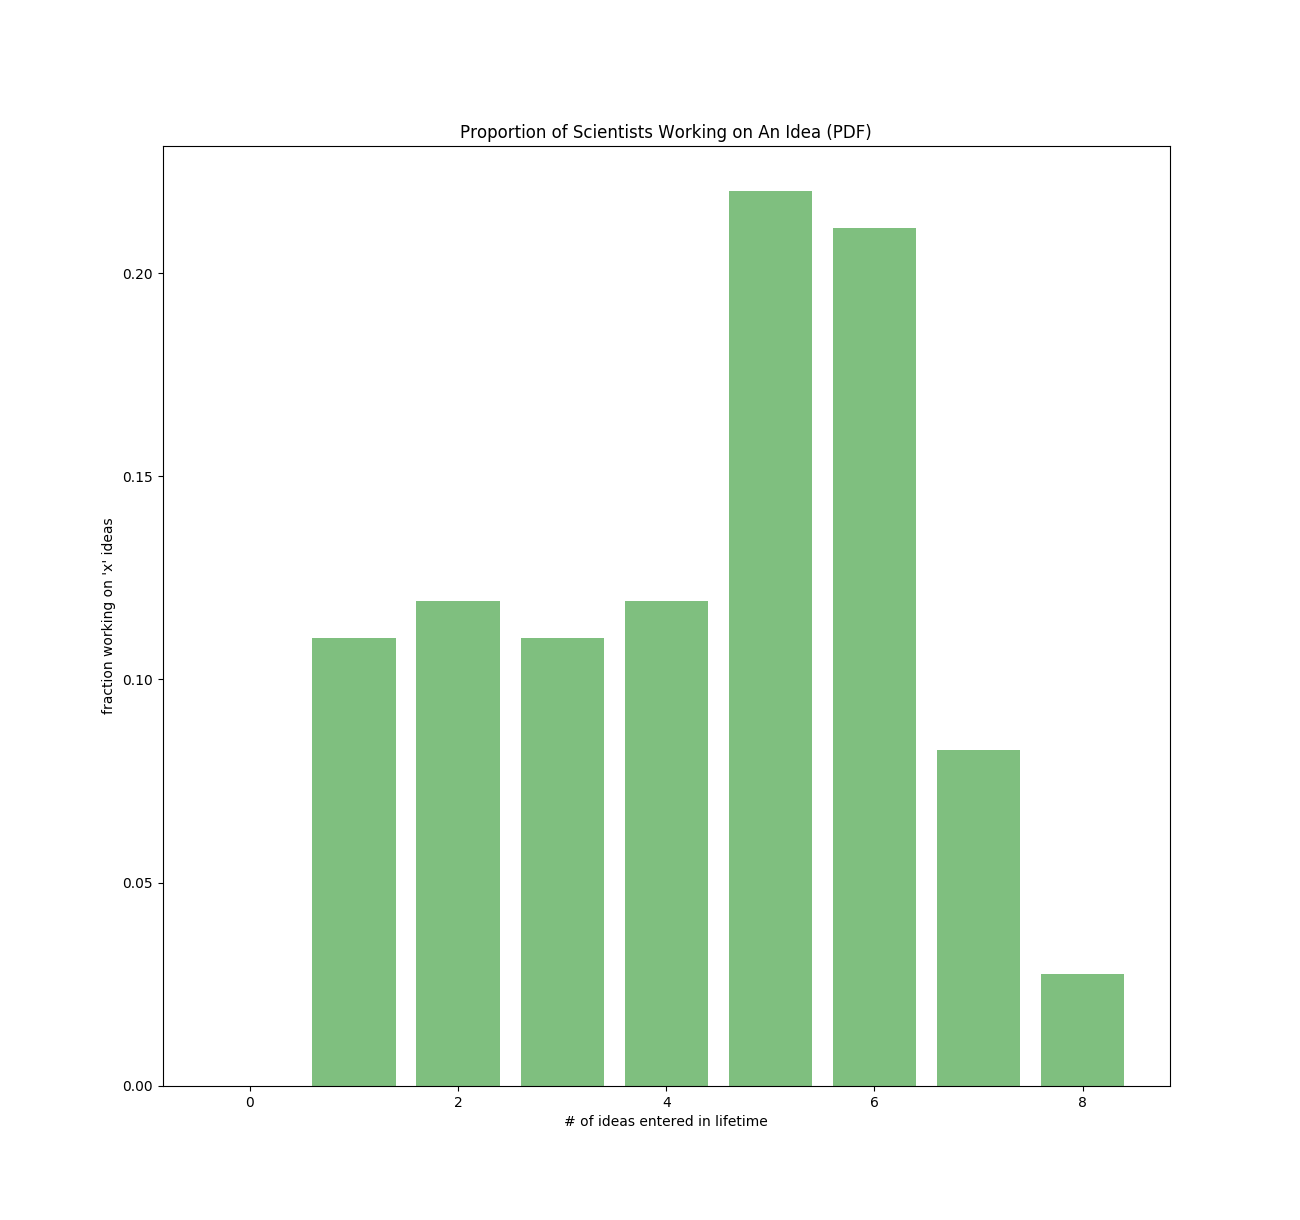 Proportion of Scientists Working on An Idea (PDF)
fraction working on 'x' ideas
0.20
0.15
0.10
0.05
0.00
0 2 4 6 8
# of ideas entered in lifetime